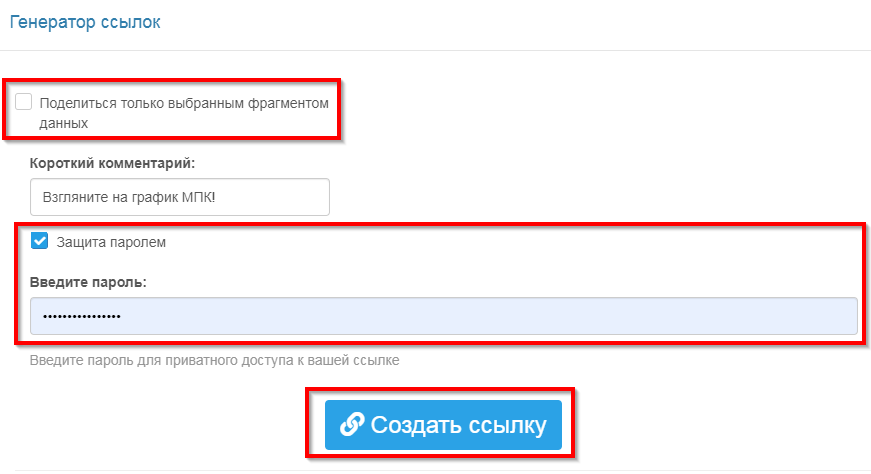 Генератор ссылок
Поделиться только выбранным фрагментом
данных
Короткий комментарий:
Взгляните на график МПК!
Защита паролем
Введите пароль:
••••••••••••••••
Введите пароль для приватного доступа к вашей ссылке
Создать ссылку